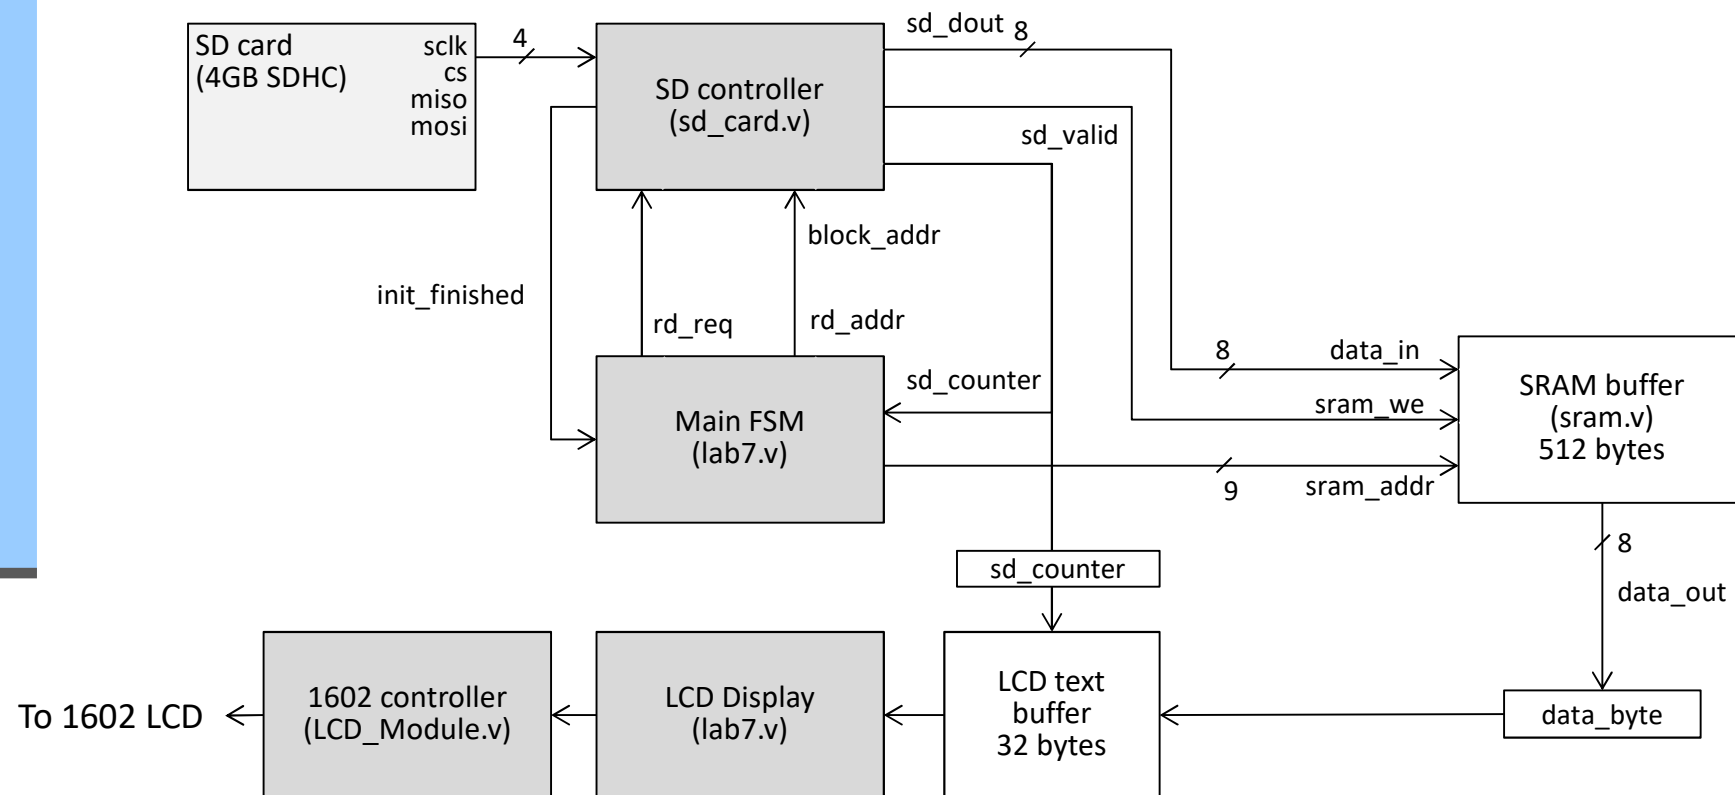 SD card
(4GB SDHC)
sclk
cs
miso
mosi
4
SD controller
(sd_card.v)
sd_dout
8
sd_valid
block_addr
init_finished
rd_req
rd_addr
Main FSM
(lab7.v)
sd_counter
8
data_in
sram_we
9
sram_addr
SRAM buffer
(sram.v)
512 bytes
8
data_out
sd_counter
To 1602 LCD
1602 controller
(LCD_Module.v)
LCD Display
(lab7.v)
LCD text
buffer
32 bytes
data_byte